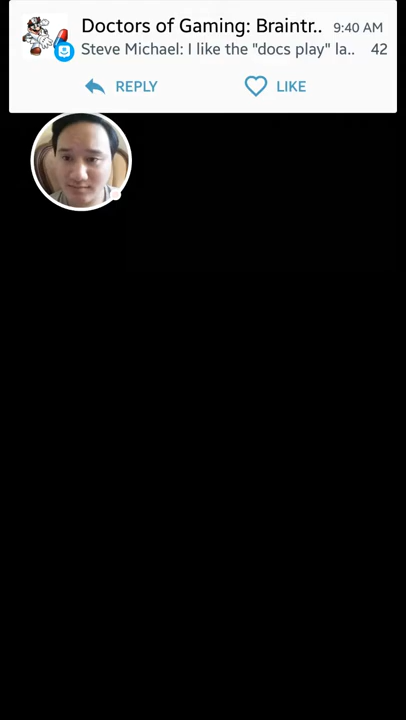 Doctors of Gaming: Braintr.. 9:40 AM
Steve Michael: I like the "docs play" la.. 42
REPLY LIKE